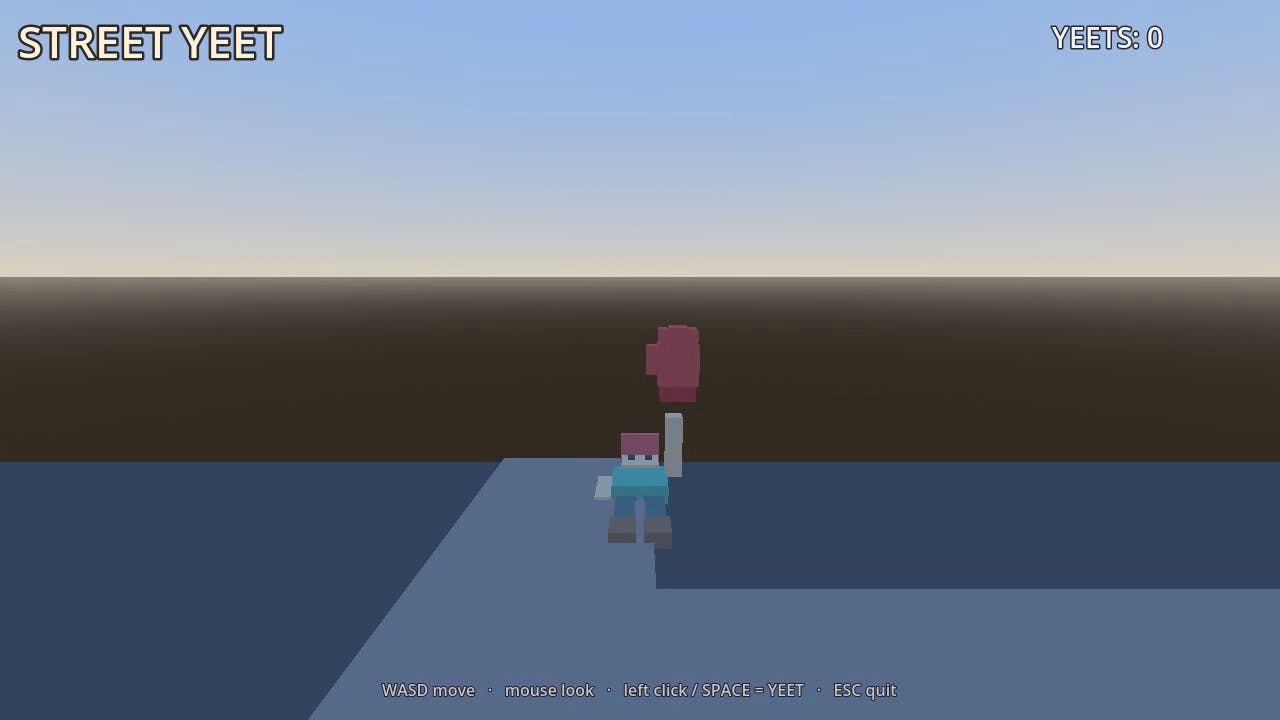 STREET YEET
YEETS: 0
WASD move · mouse look · left click / SPACE = YEET · ESC quit